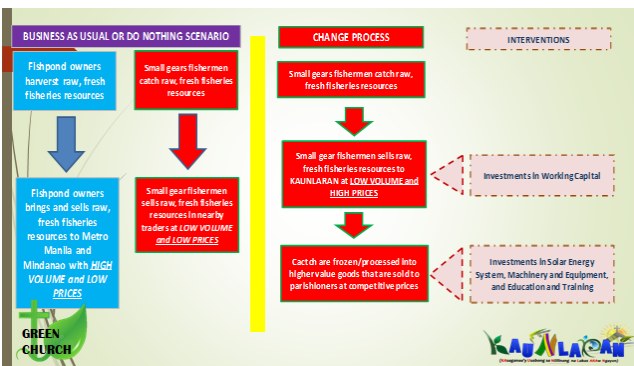 BUSINESS AS USUAL OR DO NOTHING SCENARIO
Fishpond owners
harvest raw, fresh
fisheries resources
Small gears fishermen
catch raw, fresh fisheries
resources
Fishpond owners
brings and sells raw,
fresh fisheries
resources to Metro
Manila and
Mindanao with HIGH
VOLUME and LOW
PRICES
Small gear fishermen
sells raw, fresh fisheries
resources in nearby
traders at LOW VOLUME
and LOW PRICES
CHANGE PROCESS
Small gears fishermen catch raw,
fresh fisheries resources
Small gear fishermen sells raw,
fresh fisheries resources to
KAUNLARAN at LOW VOLUME and
HIGH PRICES
Cactch are frozen/processed into
higher value goods that are sold to
parishioners at competitive prices
INTERVENTIONS
Investments in Working Capital
Investments in Solar Energy
System, Machinery and Equipment,
and Education and Training
GREEN
CHURCH
KAUNLARAN